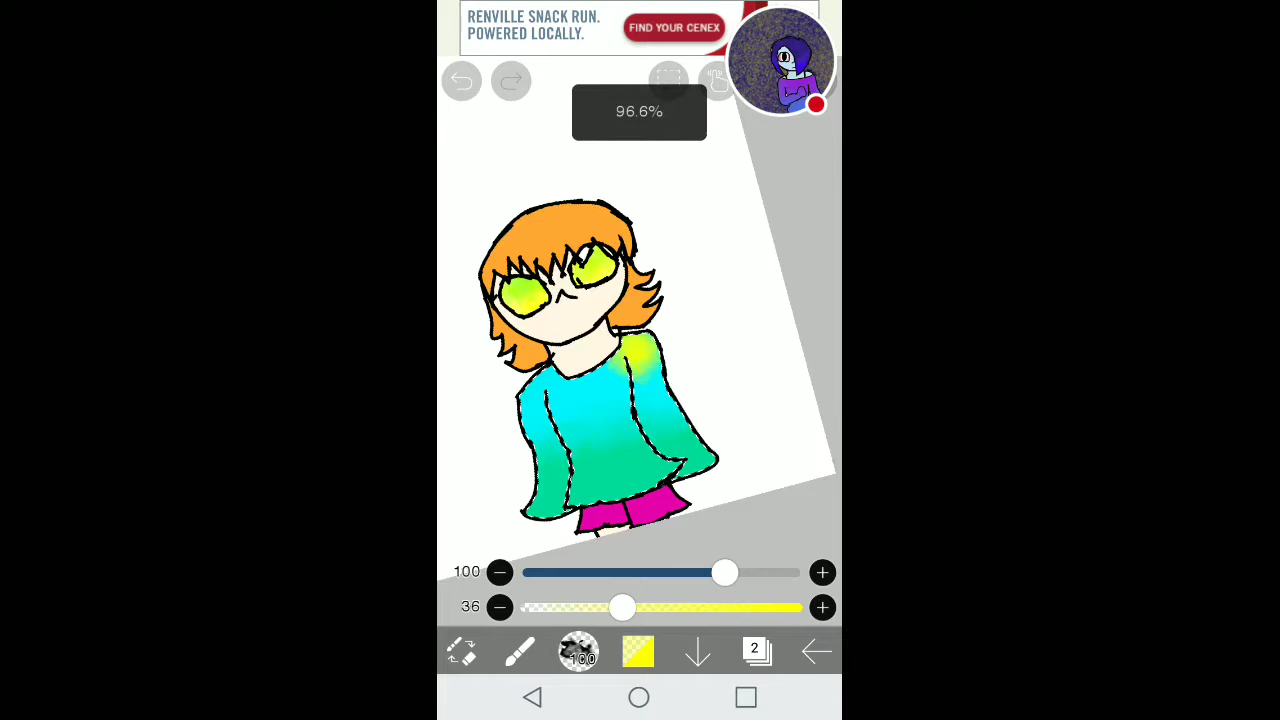 RENVILLE SNACK RUN.
POWERED LOCALLY.
FIND YOUR CENEX
96.6%
100
36
100
2